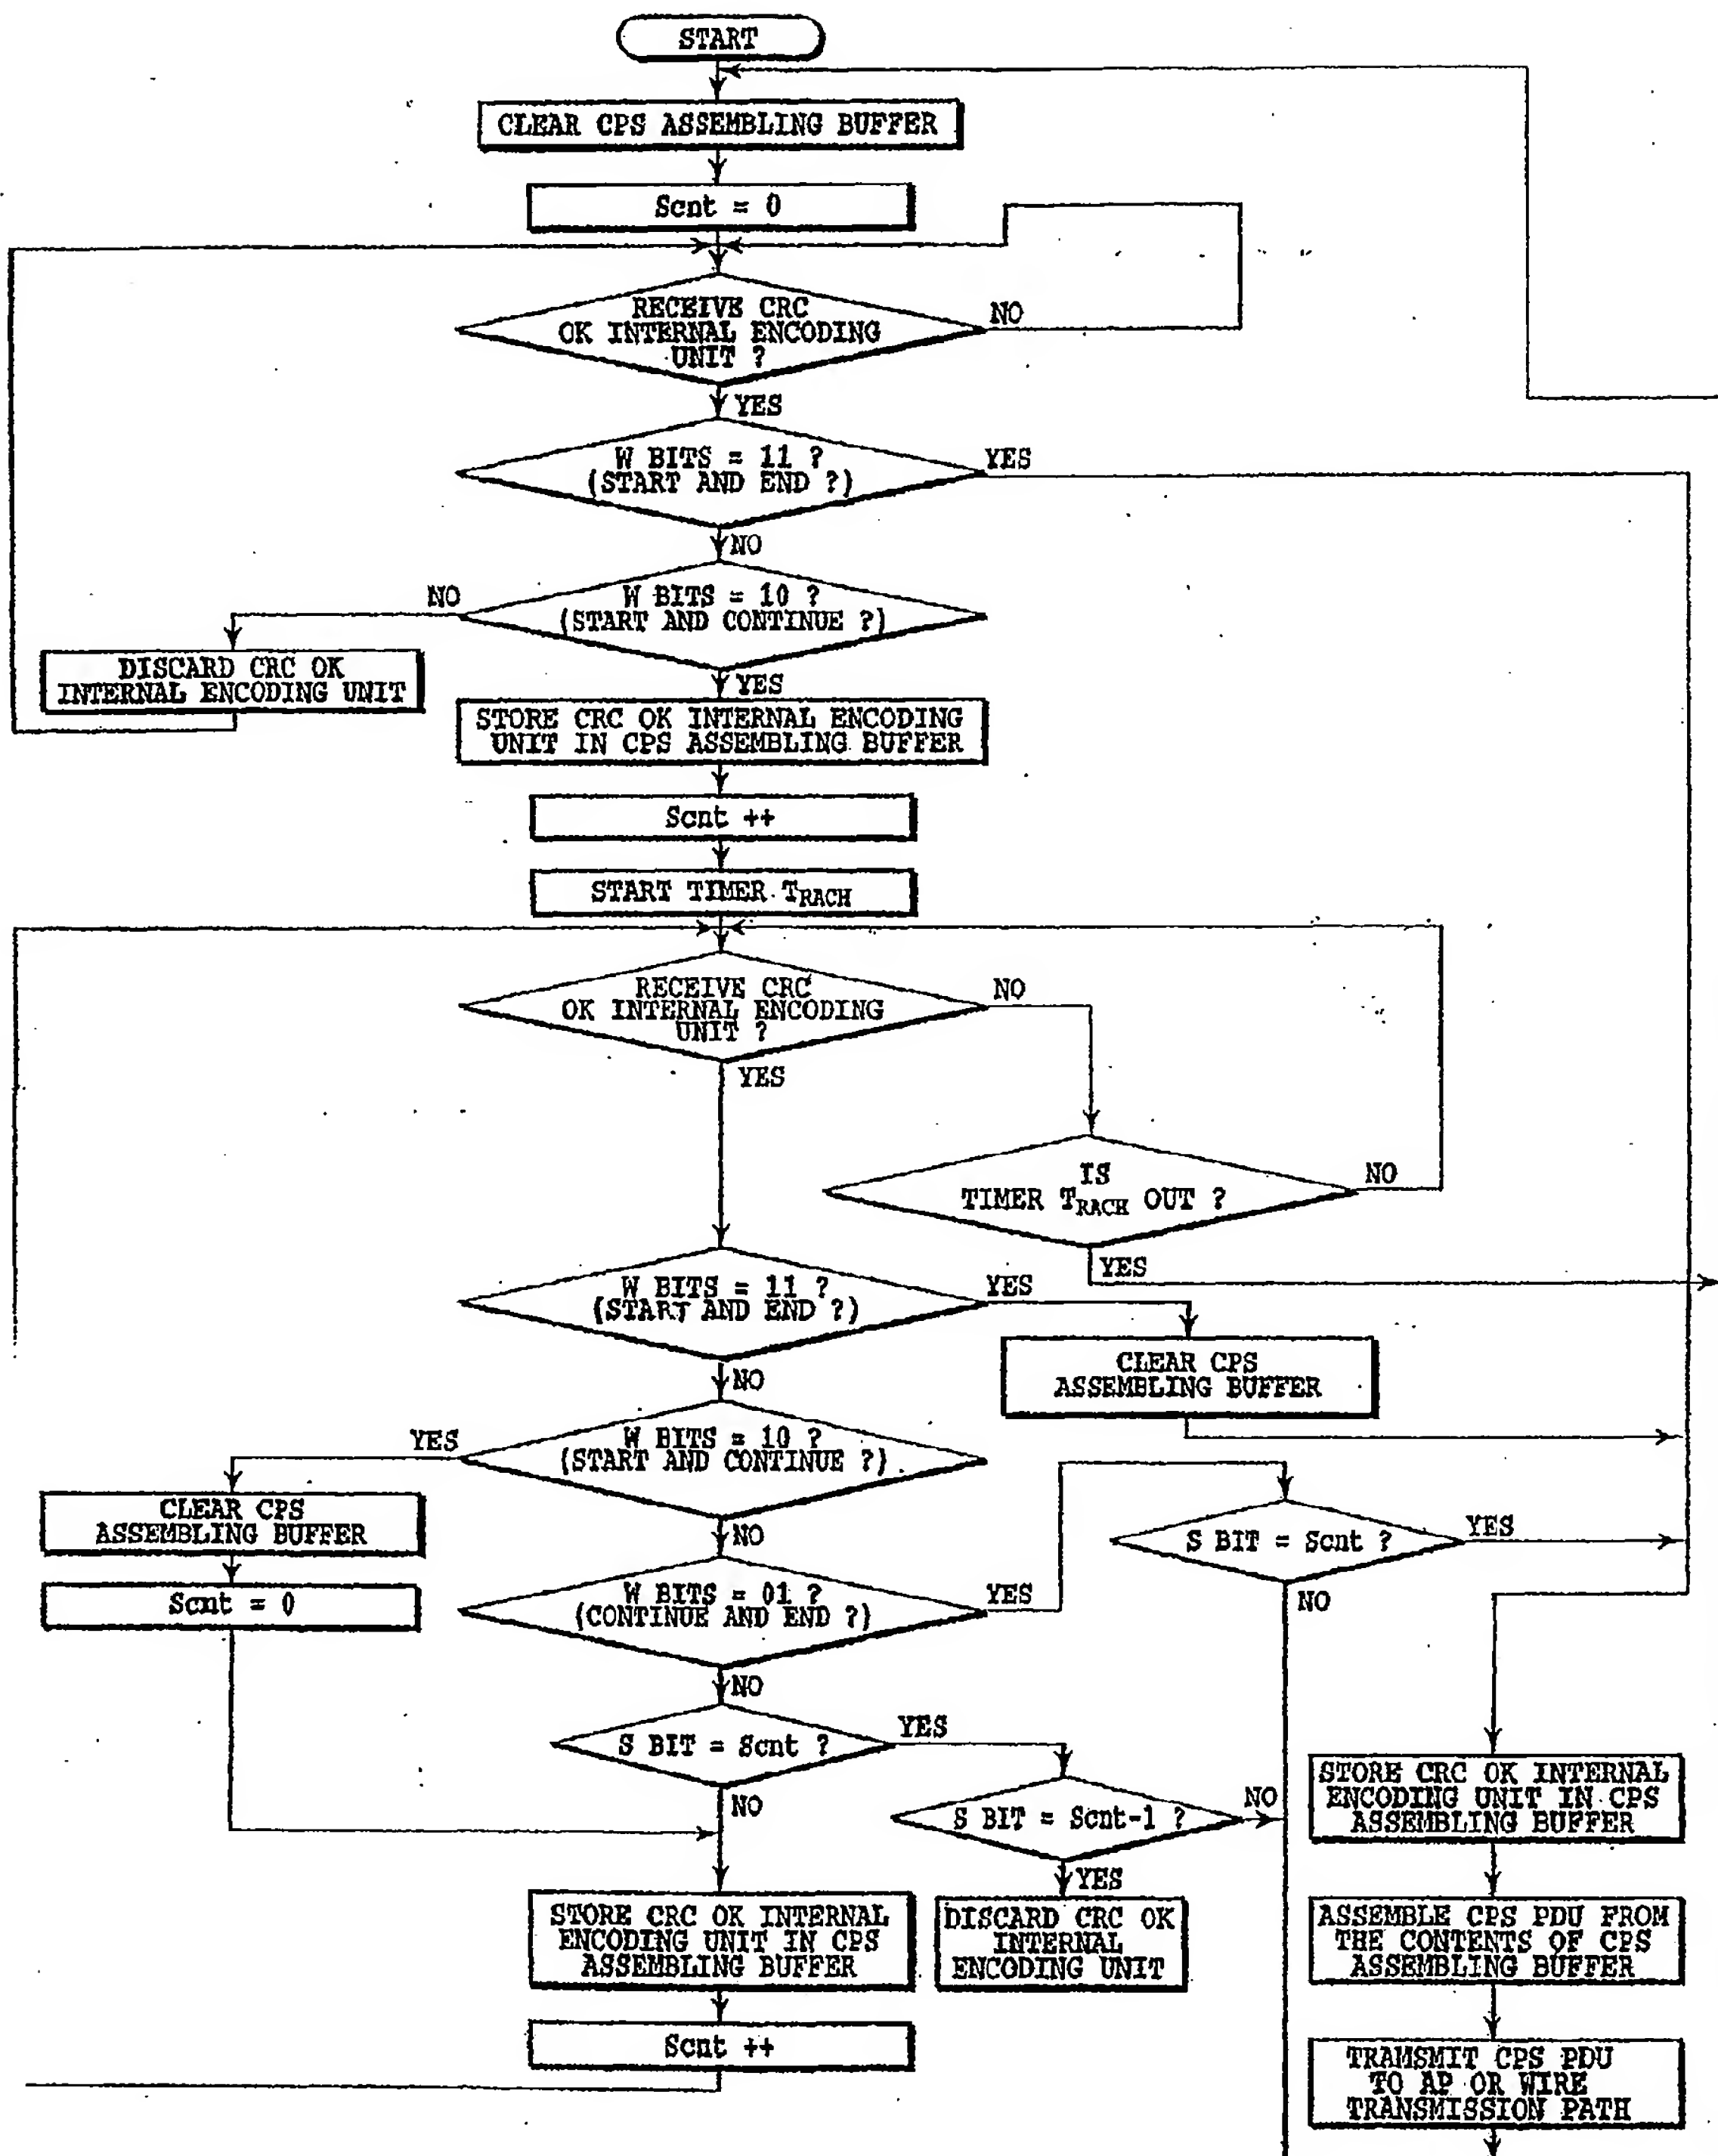 START
CLEAR CPS ASSEMBLING BUFFER
Scnt = 0
RECEIVE CRC
OK INTERNAL ENCODING
UNIT ?
NO
YES
W BITS = 11 ?
(START AND END ?)
YES
NO
W BITS = 10 ?
(START AND CONTINUE ?)
NO
DISCARD CRC OK
INTERNAL ENCODING UNIT
YES
STORE CRC OK INTERNAL ENCODING
UNIT IN CPS ASSEMBLING BUFFER
Scnt ++
START TIMER TRACH
RECEIVE CRC
OK INTERNAL ENCODING
UNIT ?
NO
YES
IS
TIMER TRACH OUT ?
NO
YES
W BITS = 11 ?
(START AND END ?)
YES
CLEAR CPS
ASSEMBLING BUFFER
NO
W BITS = 10 ?
(START AND CONTINUE ?)
YES
CLEAR CPS
ASSEMBLING BUFFER
Scnt = 0
NO
W BITS = 01 ?
(CONTINUE AND END ?)
YES
S BIT = Scnt ?
YES
NO
NO
S BIT = Scnt ?
YES
NO
S BIT = Scnt-1 ?
NO
YES
DISCARD CRC OK
INTERNAL
ENCODING UNIT
STORE CRC OK INTERNAL
ENCODING UNIT IN CPS
ASSEMBLING BUFFER
Scnt ++
STORE CRC OK INTERNAL
ENCODING UNIT IN CPS
ASSEMBLING BUFFER
ASSEMBLE CPS PDU FROM
THE CONTENTS OF CPS
ASSEMBLING BUFFER
TRAMSMIT CPS PDU
TO AP OR WIRE
TRANSMISSION PATH